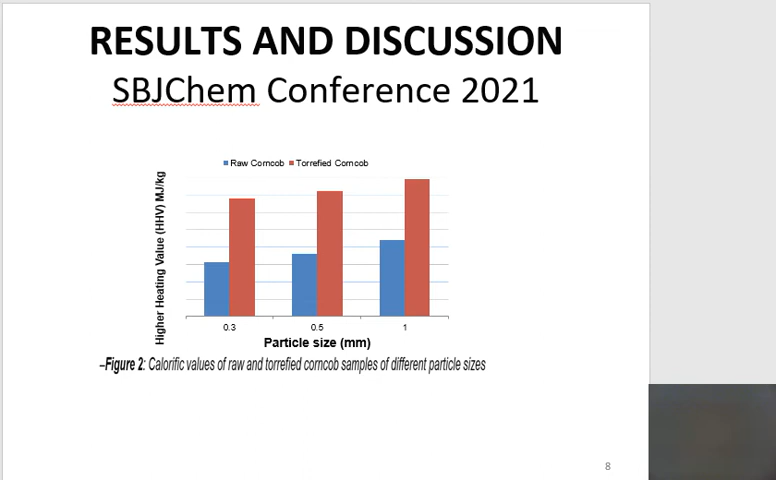 RESULTS AND DISCUSSION
SBJChem Conference 2021
Raw Corncob Torrefied Corncob
Higher Heating Value (HHV) MJ/kg
0.3 0.5 1
Particle size (mm)
–Figure 2: Calorific values of raw and torrefied corncob samples of different particle sizes
8